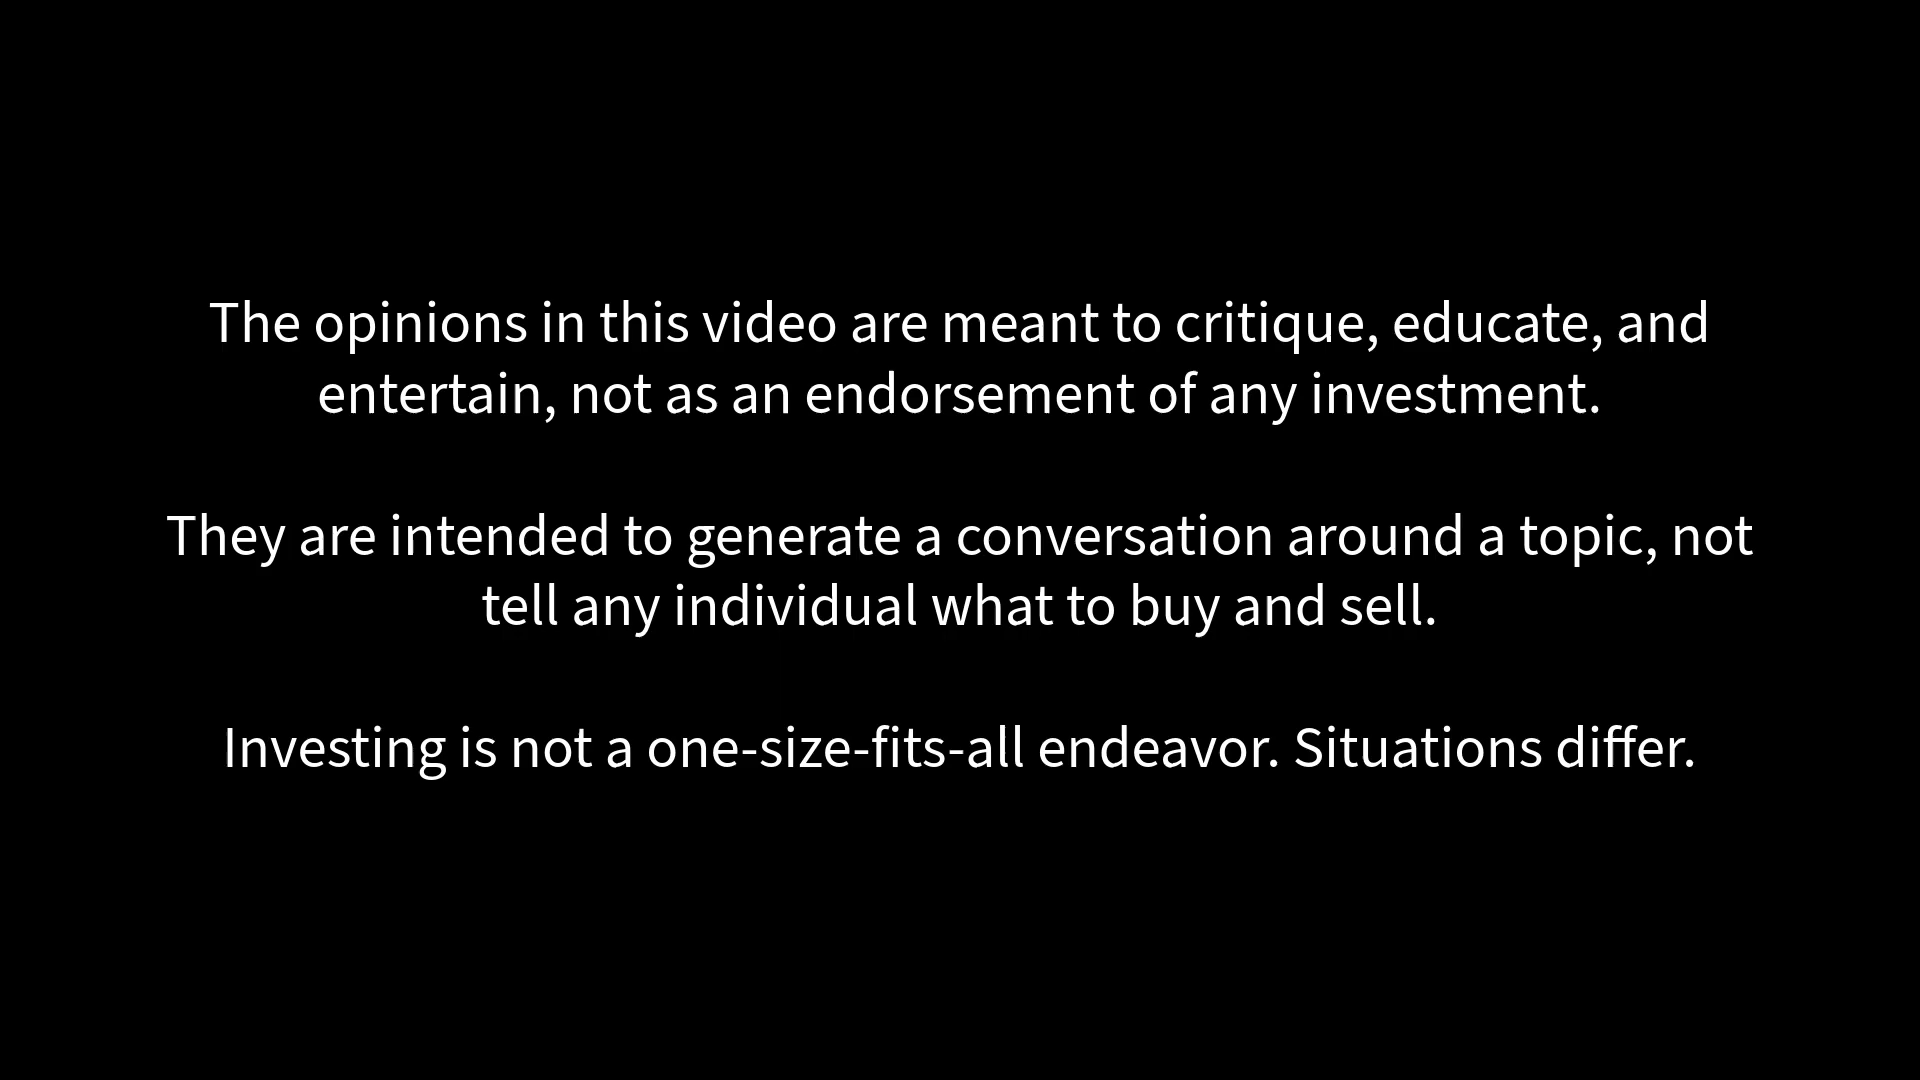 The opinions in this video are meant to critique, educate, and
entertain, not as an endorsement of any investment.
They are intended to generate a conversation around a topic, not
tell any individual what to buy and sell.
Investing is not a one-size-fits-all endeavor. Situations differ.